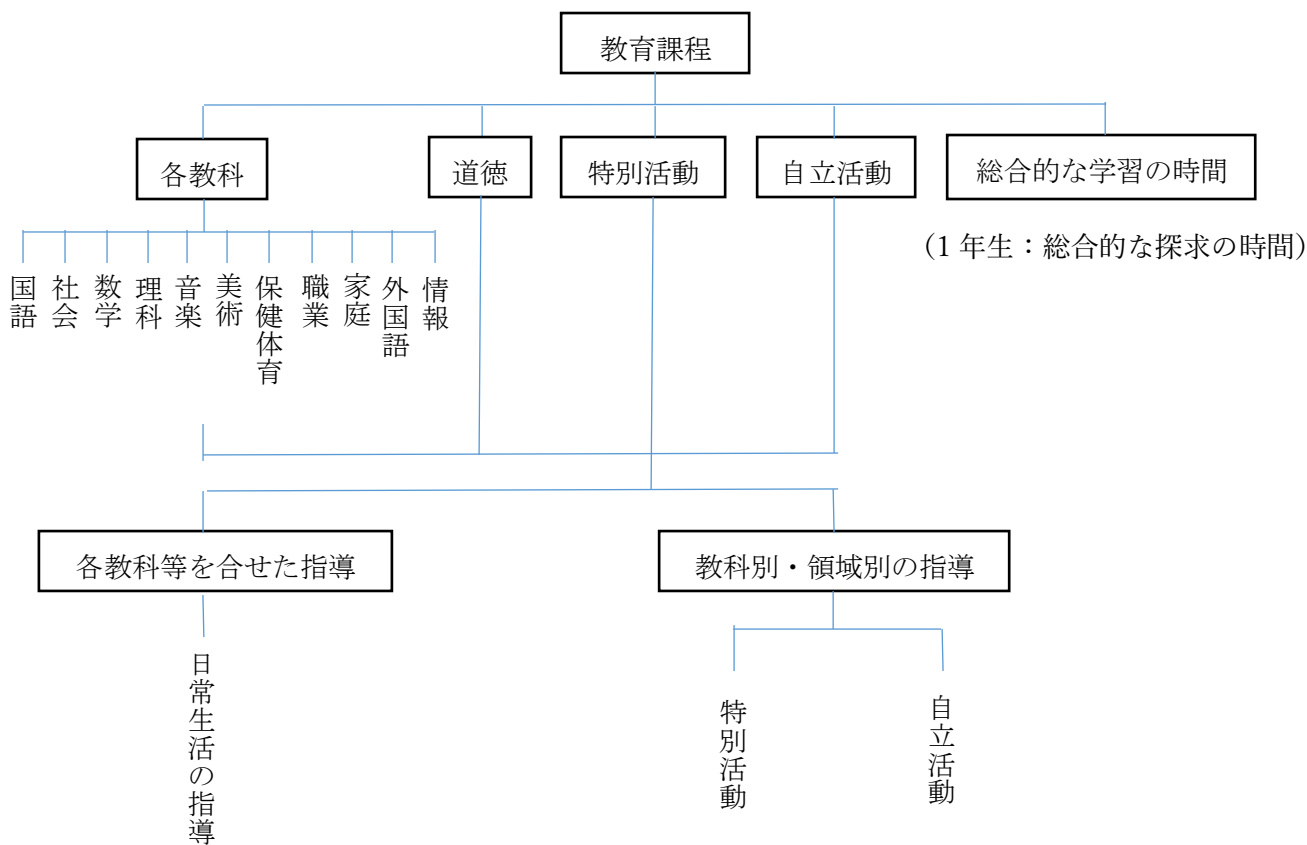 教育課程
各教科
道徳
特別活動
自立活動
総合的な学習の時間
（1 年生：総合的な探求の時間）
国語
社会
数学
理科
音楽
美術
保健体育
職業
家庭
外国語
情報
各教科等を合せた指導
教科別・領域別の指導
日常生活の指導
特別活動
自立活動